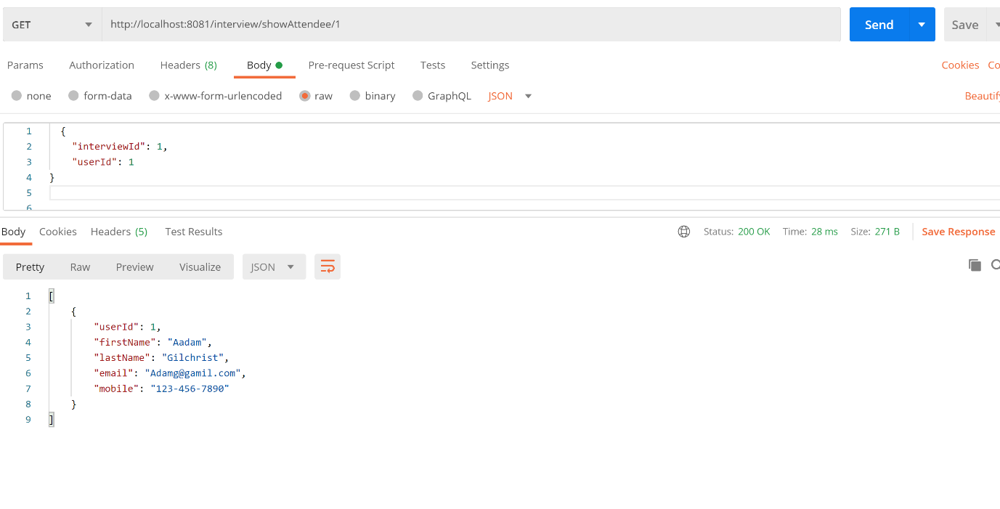 GET http://localhost:8081/interview/showAttendee/1 Send Save
Params Authorization Headers (8) Body Pre-request Script Tests Settings Cookies Co
none form-data x-www-form-urlencoded raw binary GraphQL JSON Beautify
1 {
2 "interviewId": 1,
3 "userId": 1
4 }
5
6
Body Cookies Headers (5) Test Results Status: 200 OK Time: 28 ms Size: 271 B Save Response
Pretty Raw Preview Visualize JSON
1 [
2 {
3 "userId": 1,
4 "firstName": "Aadam",
5 "lastName": "Gilchrist",
6 "email": "Adamg@gamil.com",
7 "mobile": "123-456-7890"
8 }
9 ]